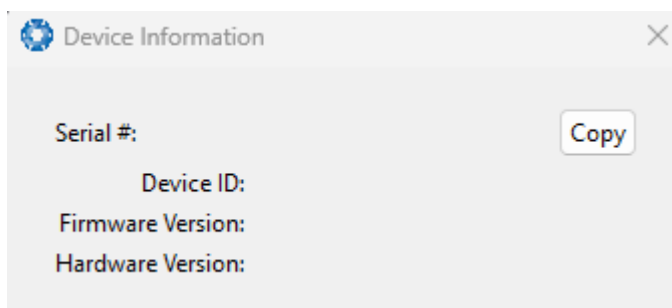 Device Information
Serial #:
Copy
Device ID:
Firmware Version:
Hardware Version: